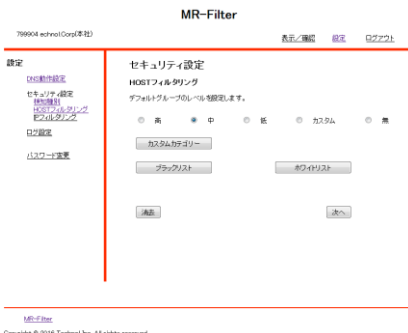 MR-Filter
799904 echnol.Corp(本社)
表示/確認 設定 ログアウト
設定
DNS動作設定
セキュリティ設定
HOSTフィルタリング
IPフィルタリング
ログ設定
パスワード変更
セキュリティ設定
HOSTフィルタリング
デフォルトグループのレベルを設定します。
高 中 低 カスタム 無
カスタムカテゴリー
ブラックリスト ホワイトリスト
次へ
MR-Filter
Copyright © 2016 Technol Inc. All rights reserved.